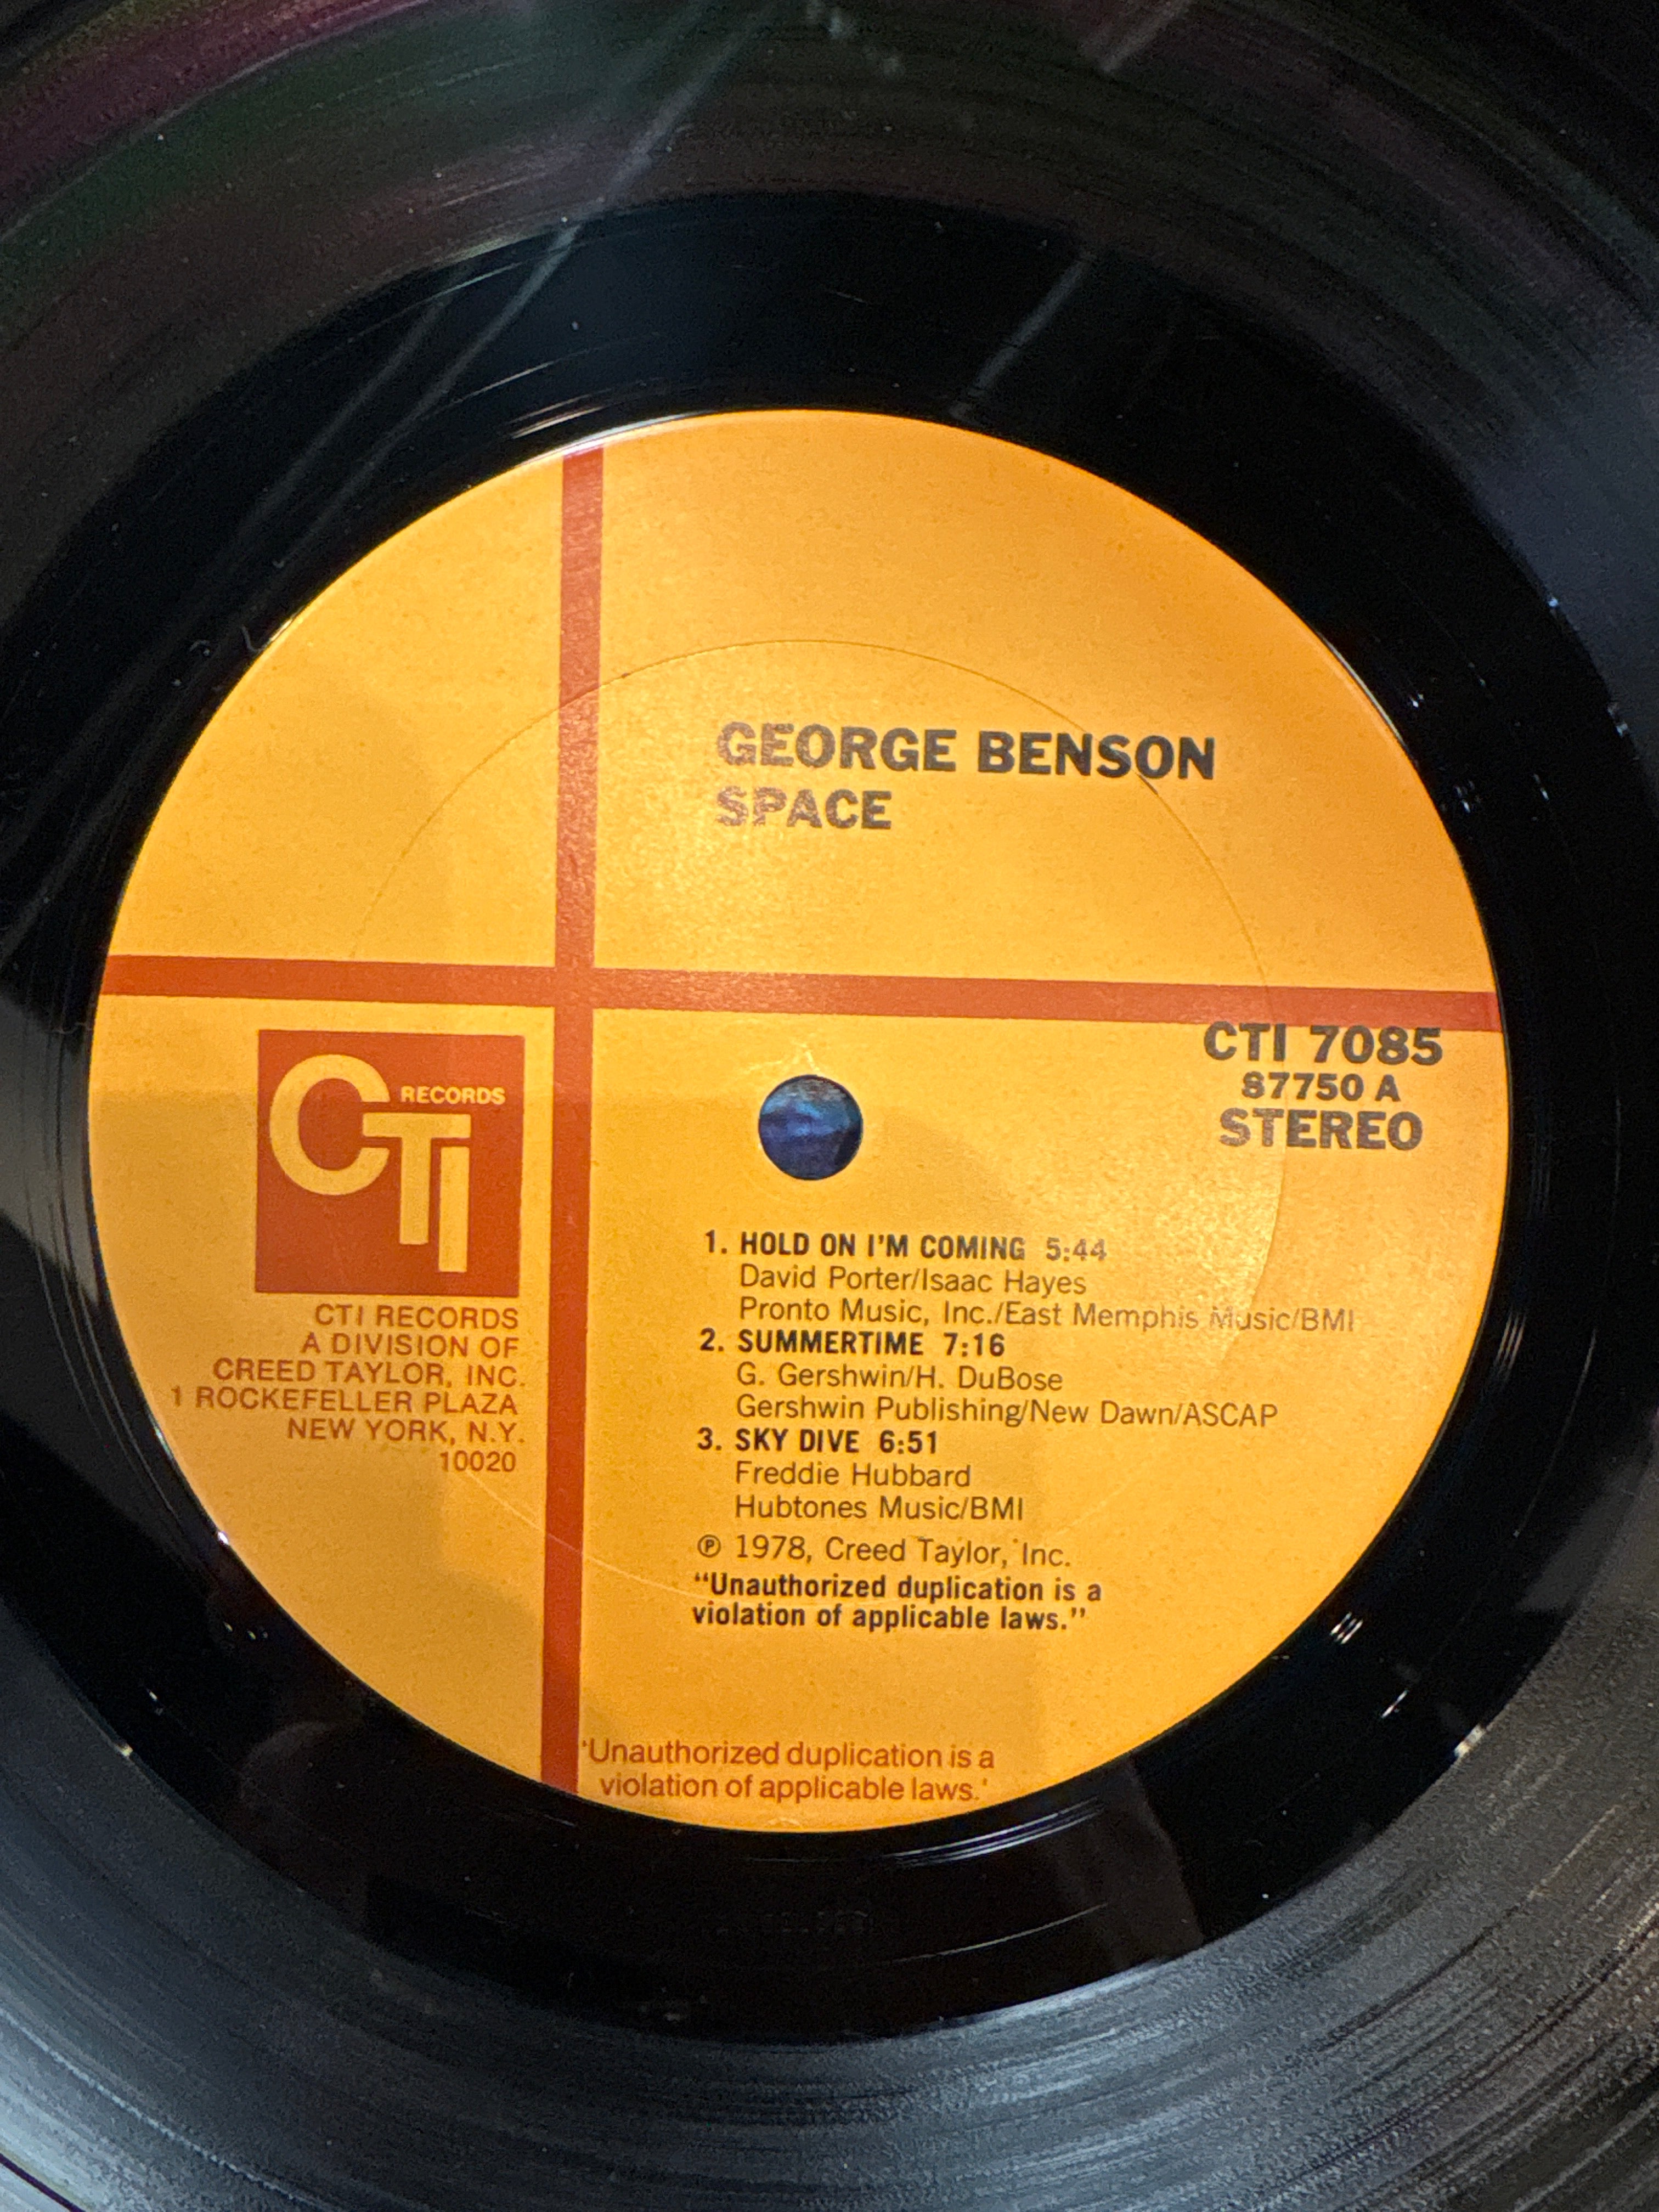 GEORGE BENSON
SPACE
CTI 7085
87750 A
STEREO
CTI RECORDS
CTI RECORDS
A DIVISION OF
CREED TAYLOR, INC.
1 ROCKEFELLER PLAZA
NEW YORK, N.Y.
10020
1. HOLD ON I'M COMING 5:44
David Porter/Isaac Hayes
Pronto Music, Inc./East Memphis Music/BMI
2. SUMMERTIME 7:16
G. Gershwin/H. DuBose
Gershwin Publishing/New Dawn/ASCAP
3. SKY DIVE 6:51
Freddie Hubbard
Hubtones Music/BMI
℗ 1978, Creed Taylor, Inc.
"Unauthorized duplication is a
violation of applicable laws."
'Unauthorized duplication is a
violation of applicable laws.'